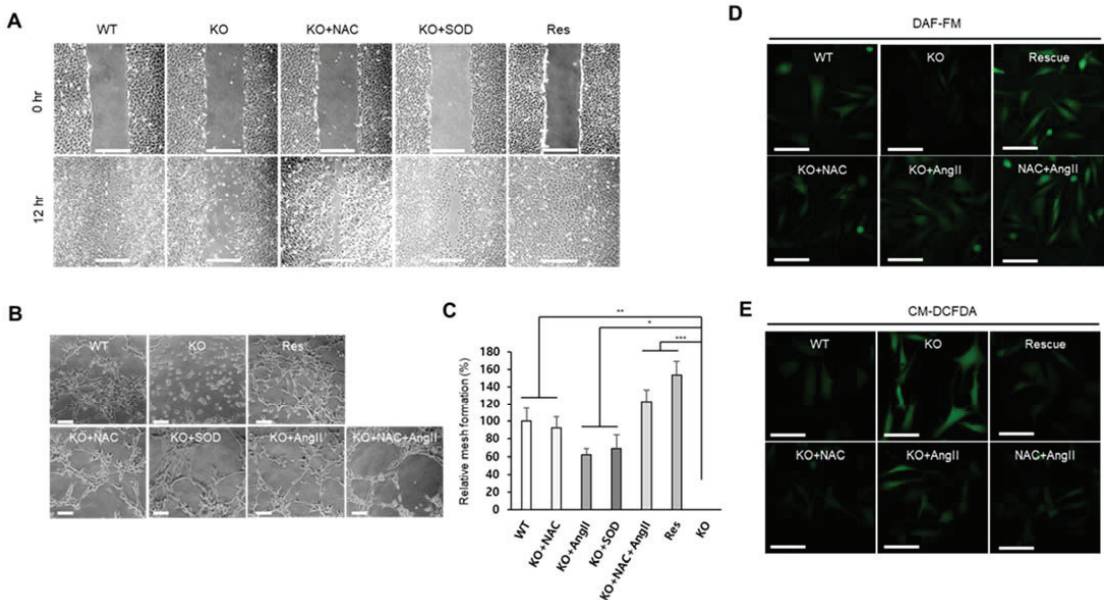 A
WT KO KO+NAC KO+SOD Res
0 hr
12 hr
B
WT KO Res
KO+NAC KO+SOD KO+AngII KO+NAC+AngII
C
**
*
***
Relative mesh formation (%)
180
160
140
120
100
80
60
40
20
0
WT KO+NAC KO+AngII KO+SOD KO+NAC+AngII Res KO
D
DAF-FM
WT KO Rescue
KO+NAC KO+AngII NAC+AngII
E
CM-DCFDA
WT KO Rescue
KO+NAC KO+AngII NAC+AngII